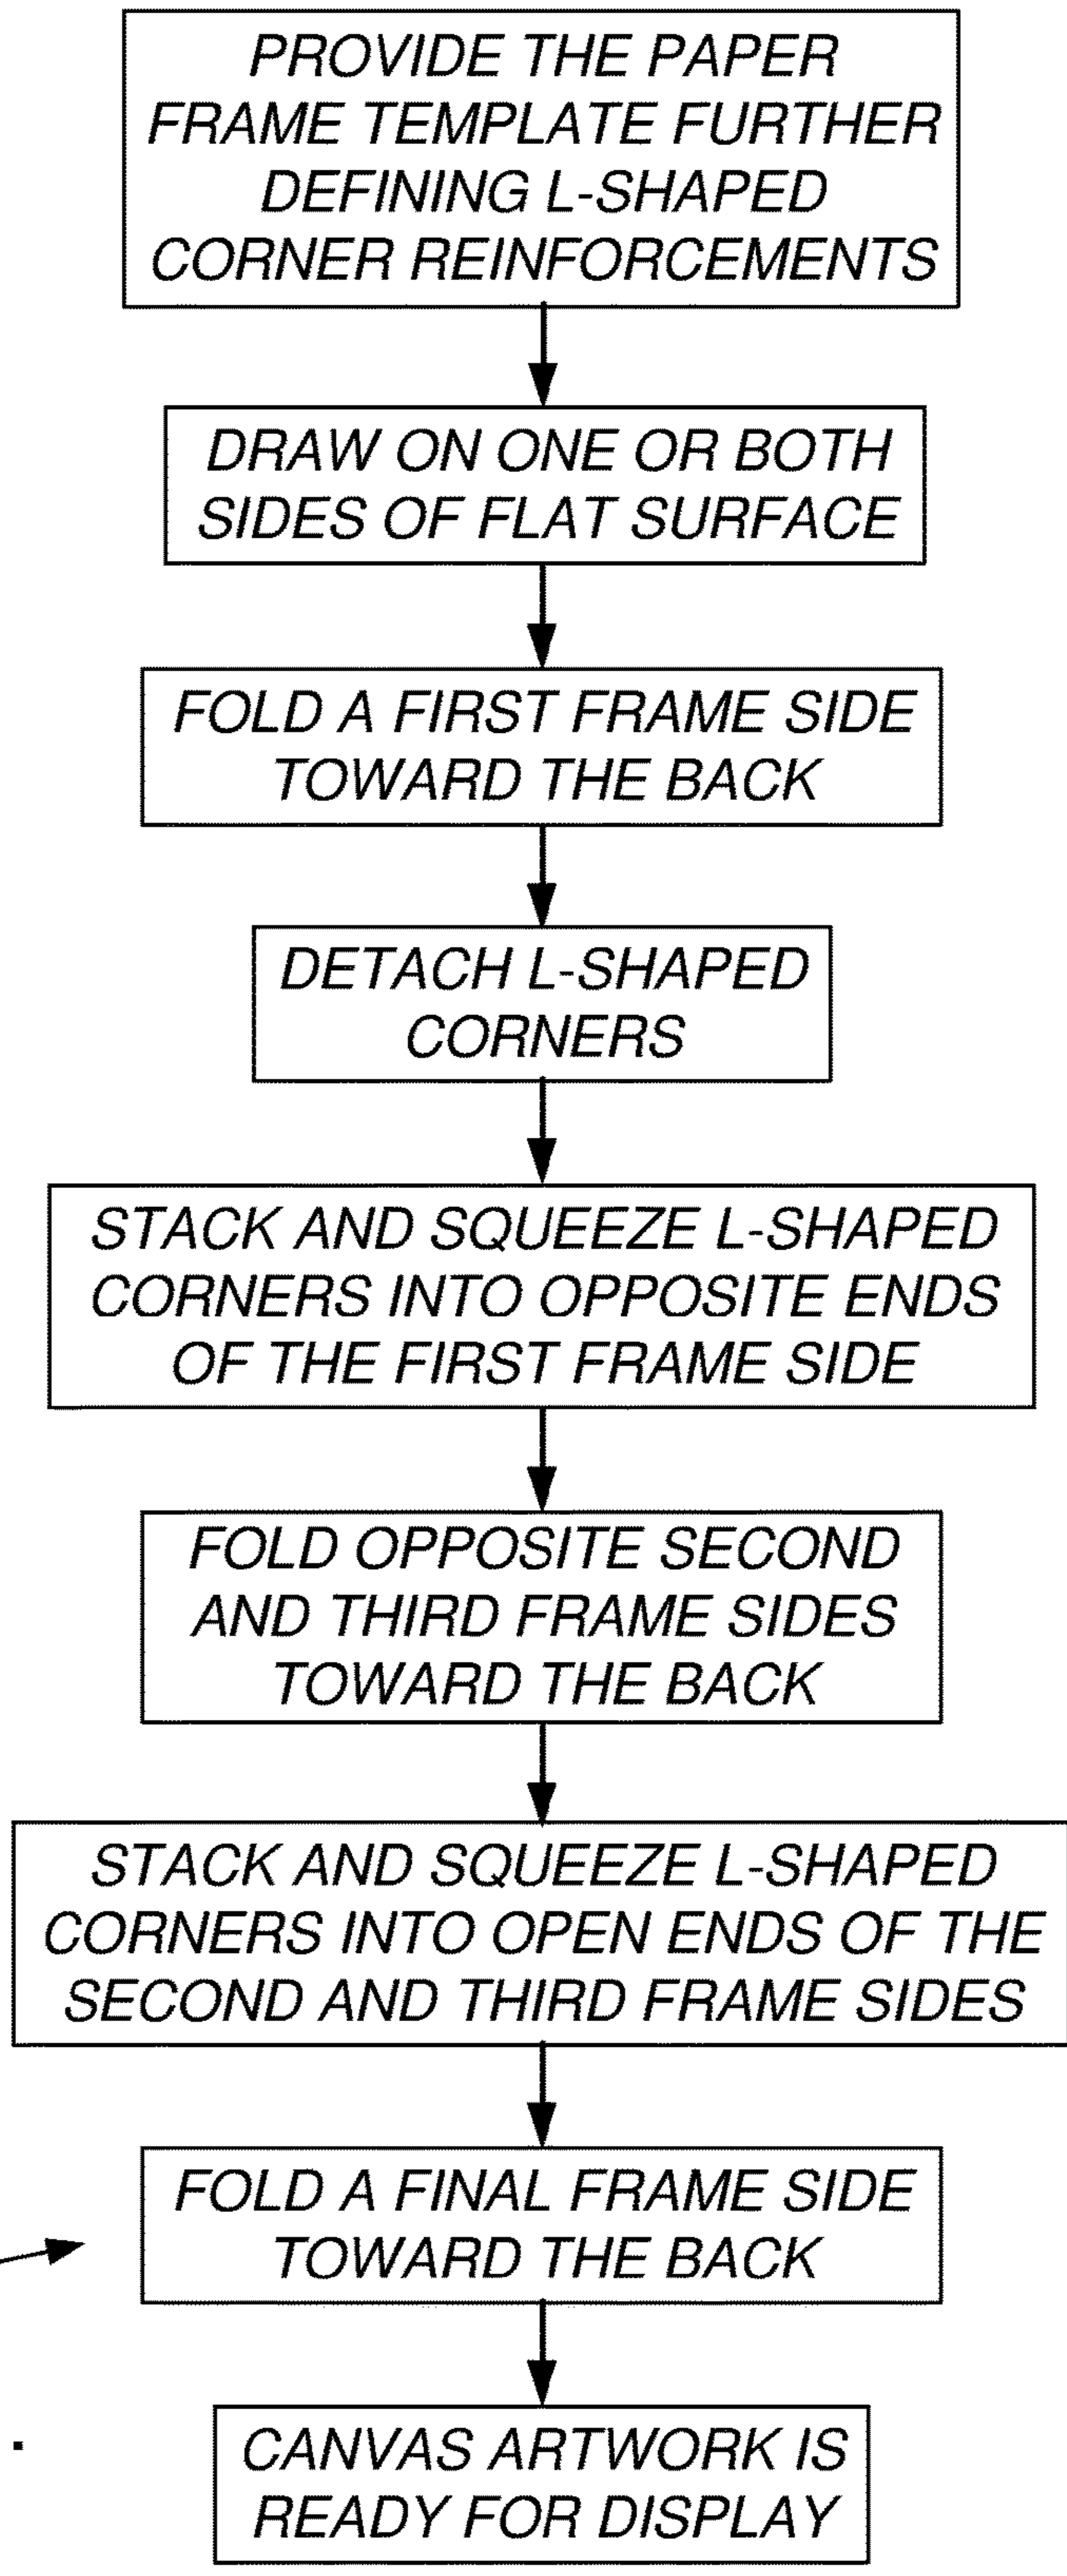 PROVIDE THE PAPER
FRAME TEMPLATE FURTHER
DEFINING L-SHAPED
CORNER REINFORCEMENTS
DRAW ON ONE OR BOTH
SIDES OF FLAT SURFACE
FOLD A FIRST FRAME SIDE
TOWARD THE BACK
DETACH L-SHAPED
CORNERS
STACK AND SQUEEZE L-SHAPED
CORNERS INTO OPPOSITE ENDS
OF THE FIRST FRAME SIDE
FOLD OPPOSITE SECOND
AND THIRD FRAME SIDES
TOWARD THE BACK
STACK AND SQUEEZE L-SHAPED
CORNERS INTO OPEN ENDS OF THE
SECOND AND THIRD FRAME SIDES
FOLD A FINAL FRAME SIDE
TOWARD THE BACK
CANVAS ARTWORK IS
READY FOR DISPLAY